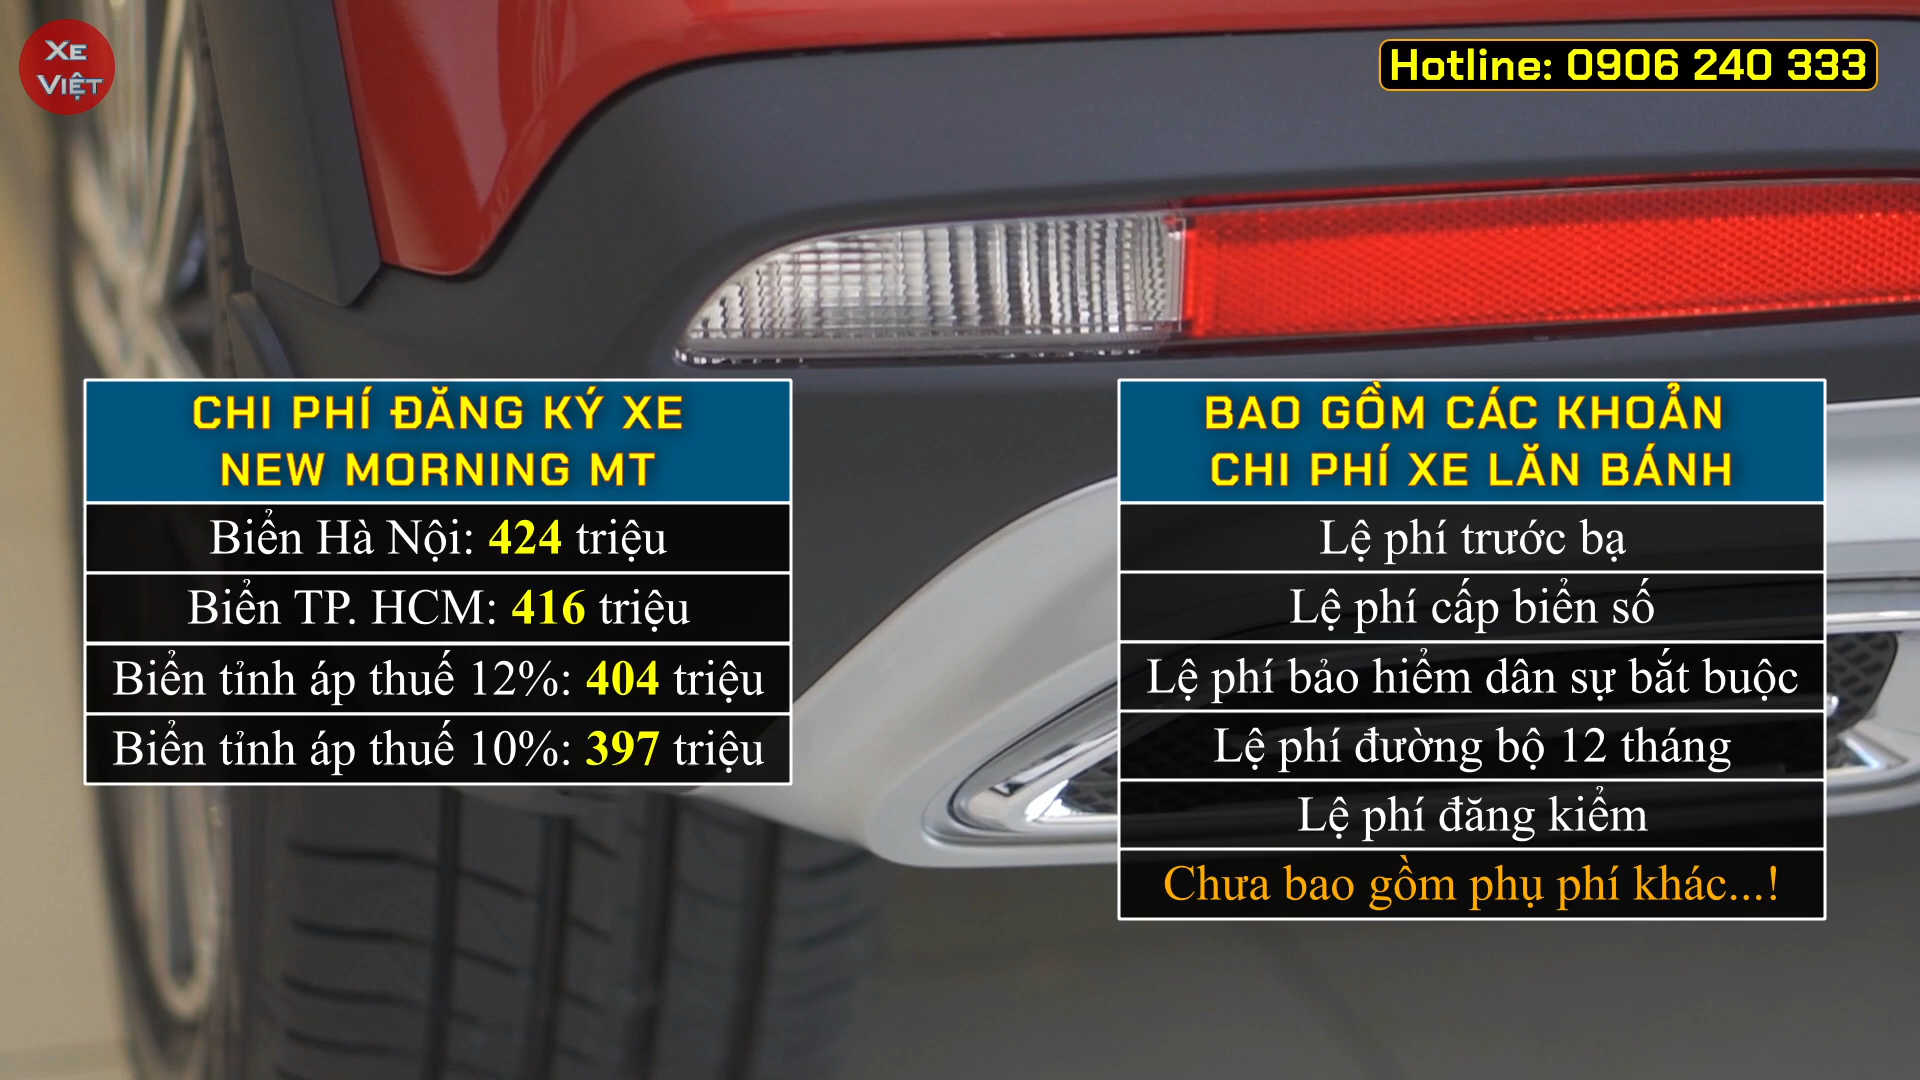 XE
VIỆT
Hotline: 0906 240 333
CHI PHÍ ĐĂNG KÝ XE
NEW MORNING MT
Biển Hà Nội: 424 triệu
Biển TP. HCM: 416 triệu
Biển tỉnh áp thuế 12%: 404 triệu
Biển tỉnh áp thuế 10%: 397 triệu
BAO GỒM CÁC KHOẢN
CHI PHÍ XE LĂN BÁNH
Lệ phí trước bạ
Lệ phí cấp biển số
Lệ phí bảo hiểm dân sự bắt buộc
Lệ phí đường bộ 12 tháng
Lệ phí đăng kiểm
Chưa bao gồm phụ phí khác...!